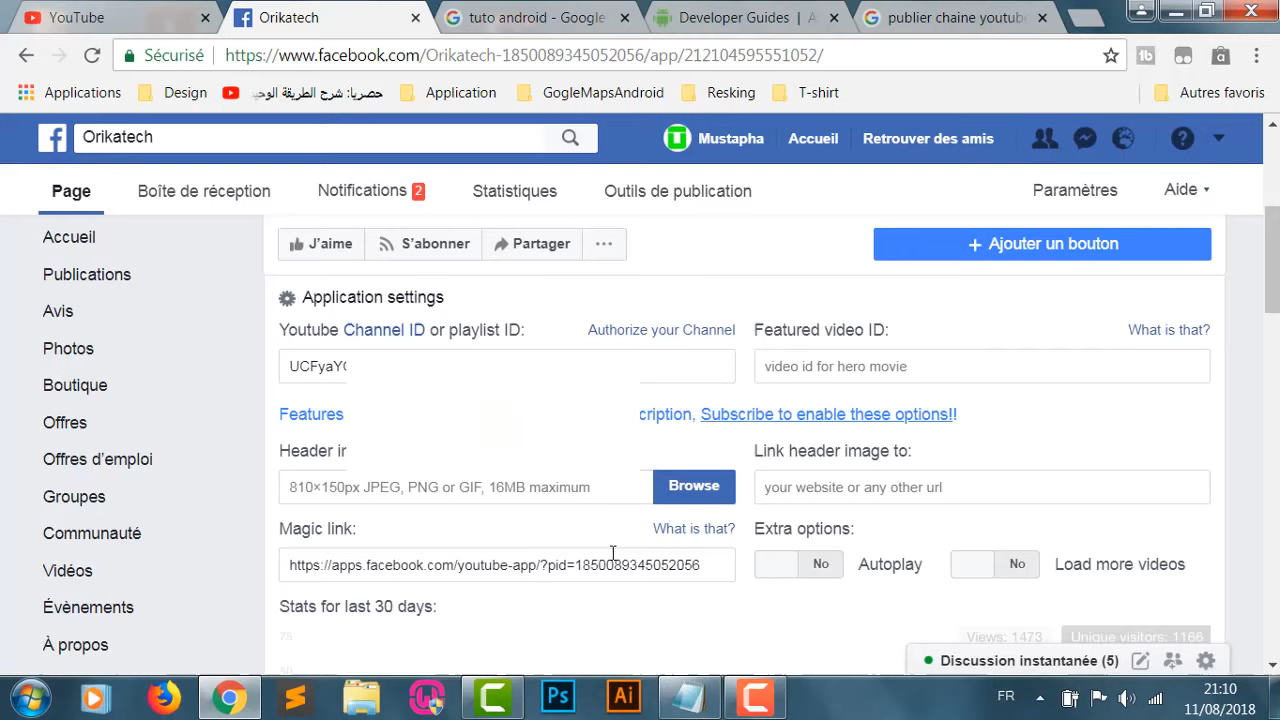 YouTube
Orikatech
tuto android - Google
Developer Guides | A
publier chaine youtube
Sécurisé https://www.facebook.com/Orikatech-1850089345052056/app/212104595551052/
Applications Design حصريا: شرح الطريقة الوحيد Application GogleMapsAndroid Resking T-shirt Autres favoris
Orikatech Mustapha Accueil Retrouver des amis
Page Boîte de réception Notifications 2 Statistiques Outils de publication Paramètres Aide
Accueil
Publications
Avis
Photos
Boutique
Offres
Offres d'emploi
Groupes
Communauté
Vidéos
Évènements
À propos
J'aime S'abonner Partager ... + Ajouter un bouton
Application settings
Youtube Channel ID or playlist ID: Authorize your Channel Featured video ID: What is that?
UCFyaY video id for hero movie
Features cription, Subscribe to enable these options!!
Header ir Link header image to:
810×150px JPEG, PNG or GIF, 16MB maximum Browse your website or any other url
Magic link: What is that? Extra options:
https://apps.facebook.com/youtube-app/?pid=1850089345052056 No Autoplay No Load more videos
Stats for last 30 days:
75 Views: 1473 Unique visitors: 1166
Discussion instantanée (5)
Ps Ai FR 21:10
11/08/2018